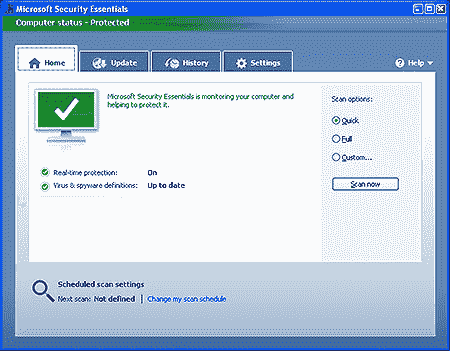 Microsoft Security Essentials
Computer status - Protected
Home
Update
History
Settings
Help
Microsoft Security Essentials is monitoring your computer and
helping to protect it.
Real-time protection: On
Virus & spyware definitions: Up to date
Scan options:
Quick
Full
Custom...
Scan now
Scheduled scan settings
Next scan: Not defined | Change my scan schedule